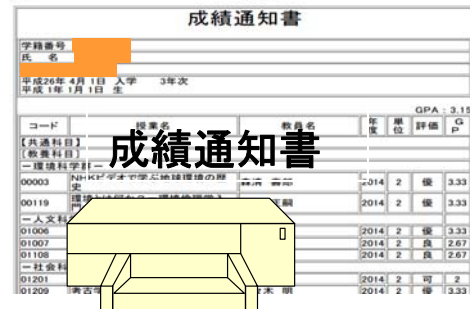 成績通知書
学籍番号
氏 名
平成26年 4月 1日 入学 3年次
平成 1年 1月 1日 生
GPA : 3.15
コード 授業名 教員名 年度 単位 評価 GP
【共通科目】
［教養科目］
成績通知書
－環境科学群－
00003 NHKビデオで学ぶ地球環境の歴史 2014 2 優 3.33
00119 2014 2 優 3.33
－人文科
01006 2014 2 優 3.33
01007 2014 2 良 2.67
01108 2014 2 良 2.67
－社会科
01201 2014 2 可 2
01209 考古学 木 明 2014 2 優 3.33